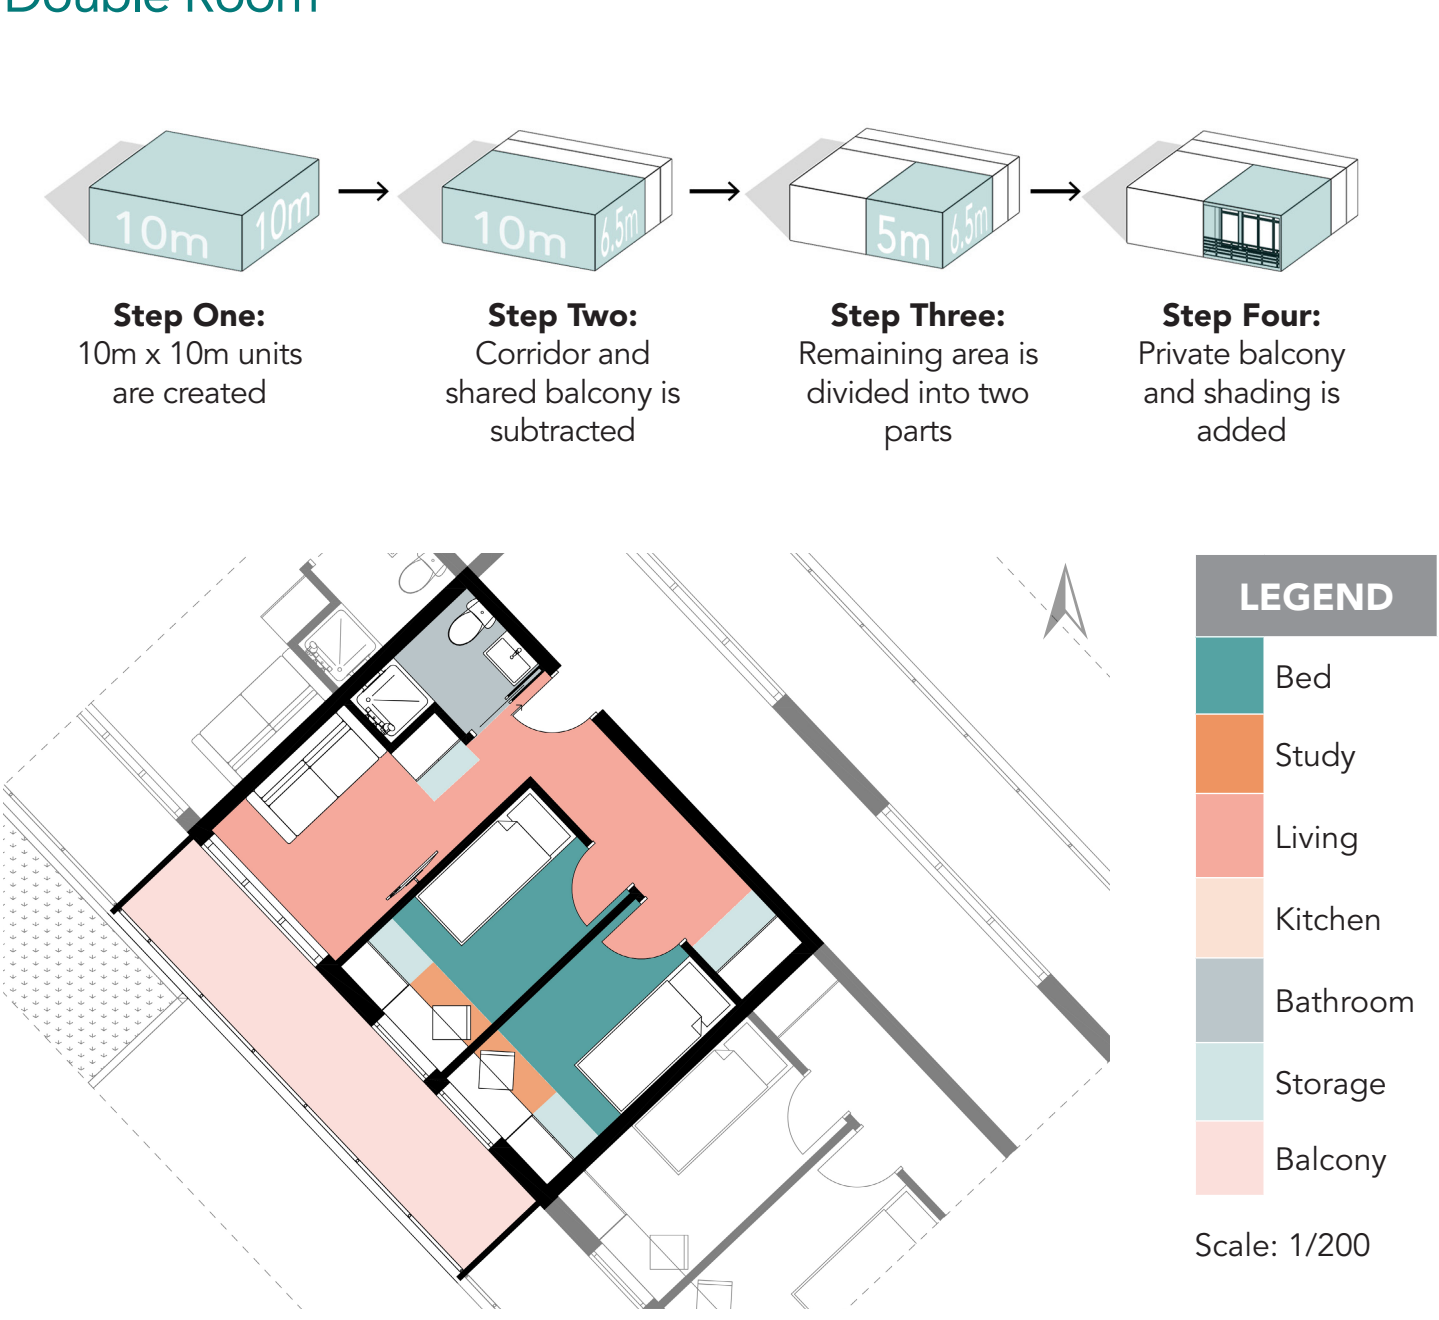 Double Room
10m
10m
10m
6.5m
5m
6.5m
Step One:
10m x 10m units
are created
Step Two:
Corridor and
shared balcony is
subtracted
Step Three:
Remaining area is
divided into two
parts
Step Four:
Private balcony
and shading is
added
LEGEND
Bed
Study
Living
Kitchen
Bathroom
Storage
Balcony
Scale: 1/200